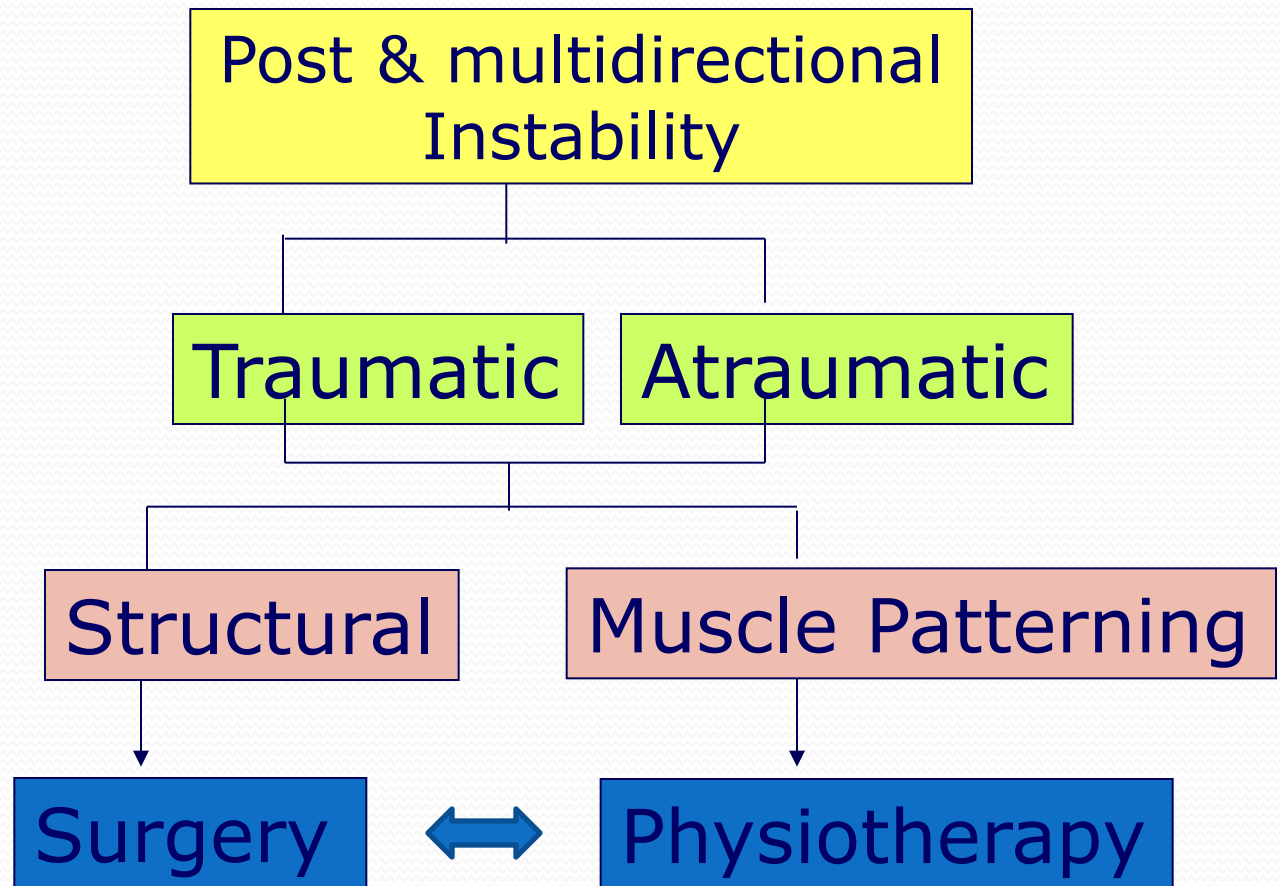 Post & multidirectional
Instability
Traumatic
Atraumatic
Structural
Muscle Patterning
Surgery
Physiotherapy